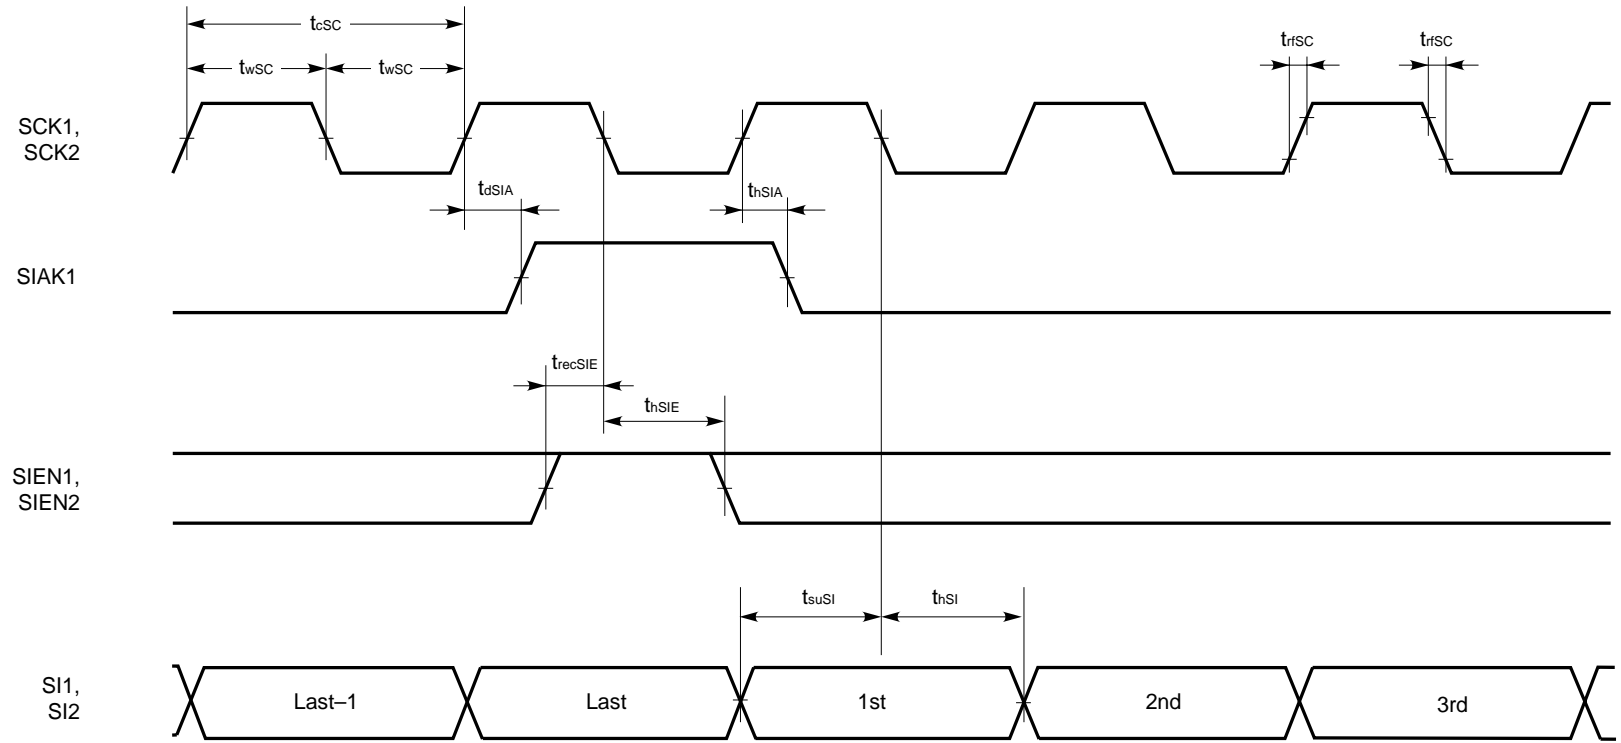 tcSC
twSC
twSC
trfSC
trfSC
SCK1,
SCK2
tdSIA
thSIA
SIAK1
trecSIE
thSIE
SIEN1,
SIEN2
tsuSI
thSI
SI1,
SI2
Last–1
Last
1st
2nd
3rd